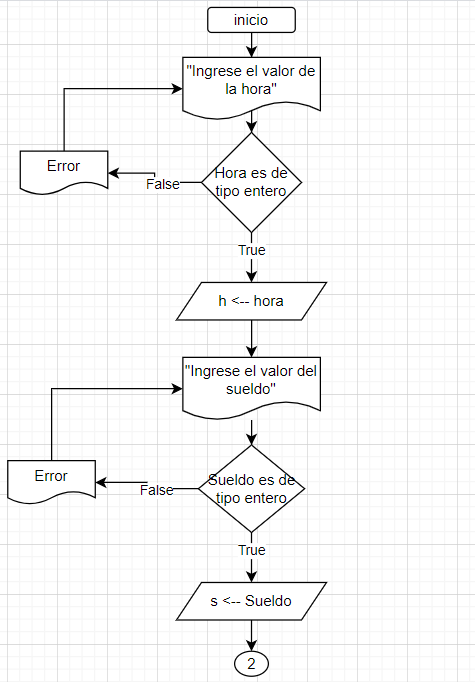 inicio
"Ingrese el valor de
la hora"
Error
Hora es de
tipo entero
False
True
h <-- hora
"Ingrese el valor del
sueldo"
Error
Sueldo es de
tipo entero
False
True
s <-- Sueldo
2